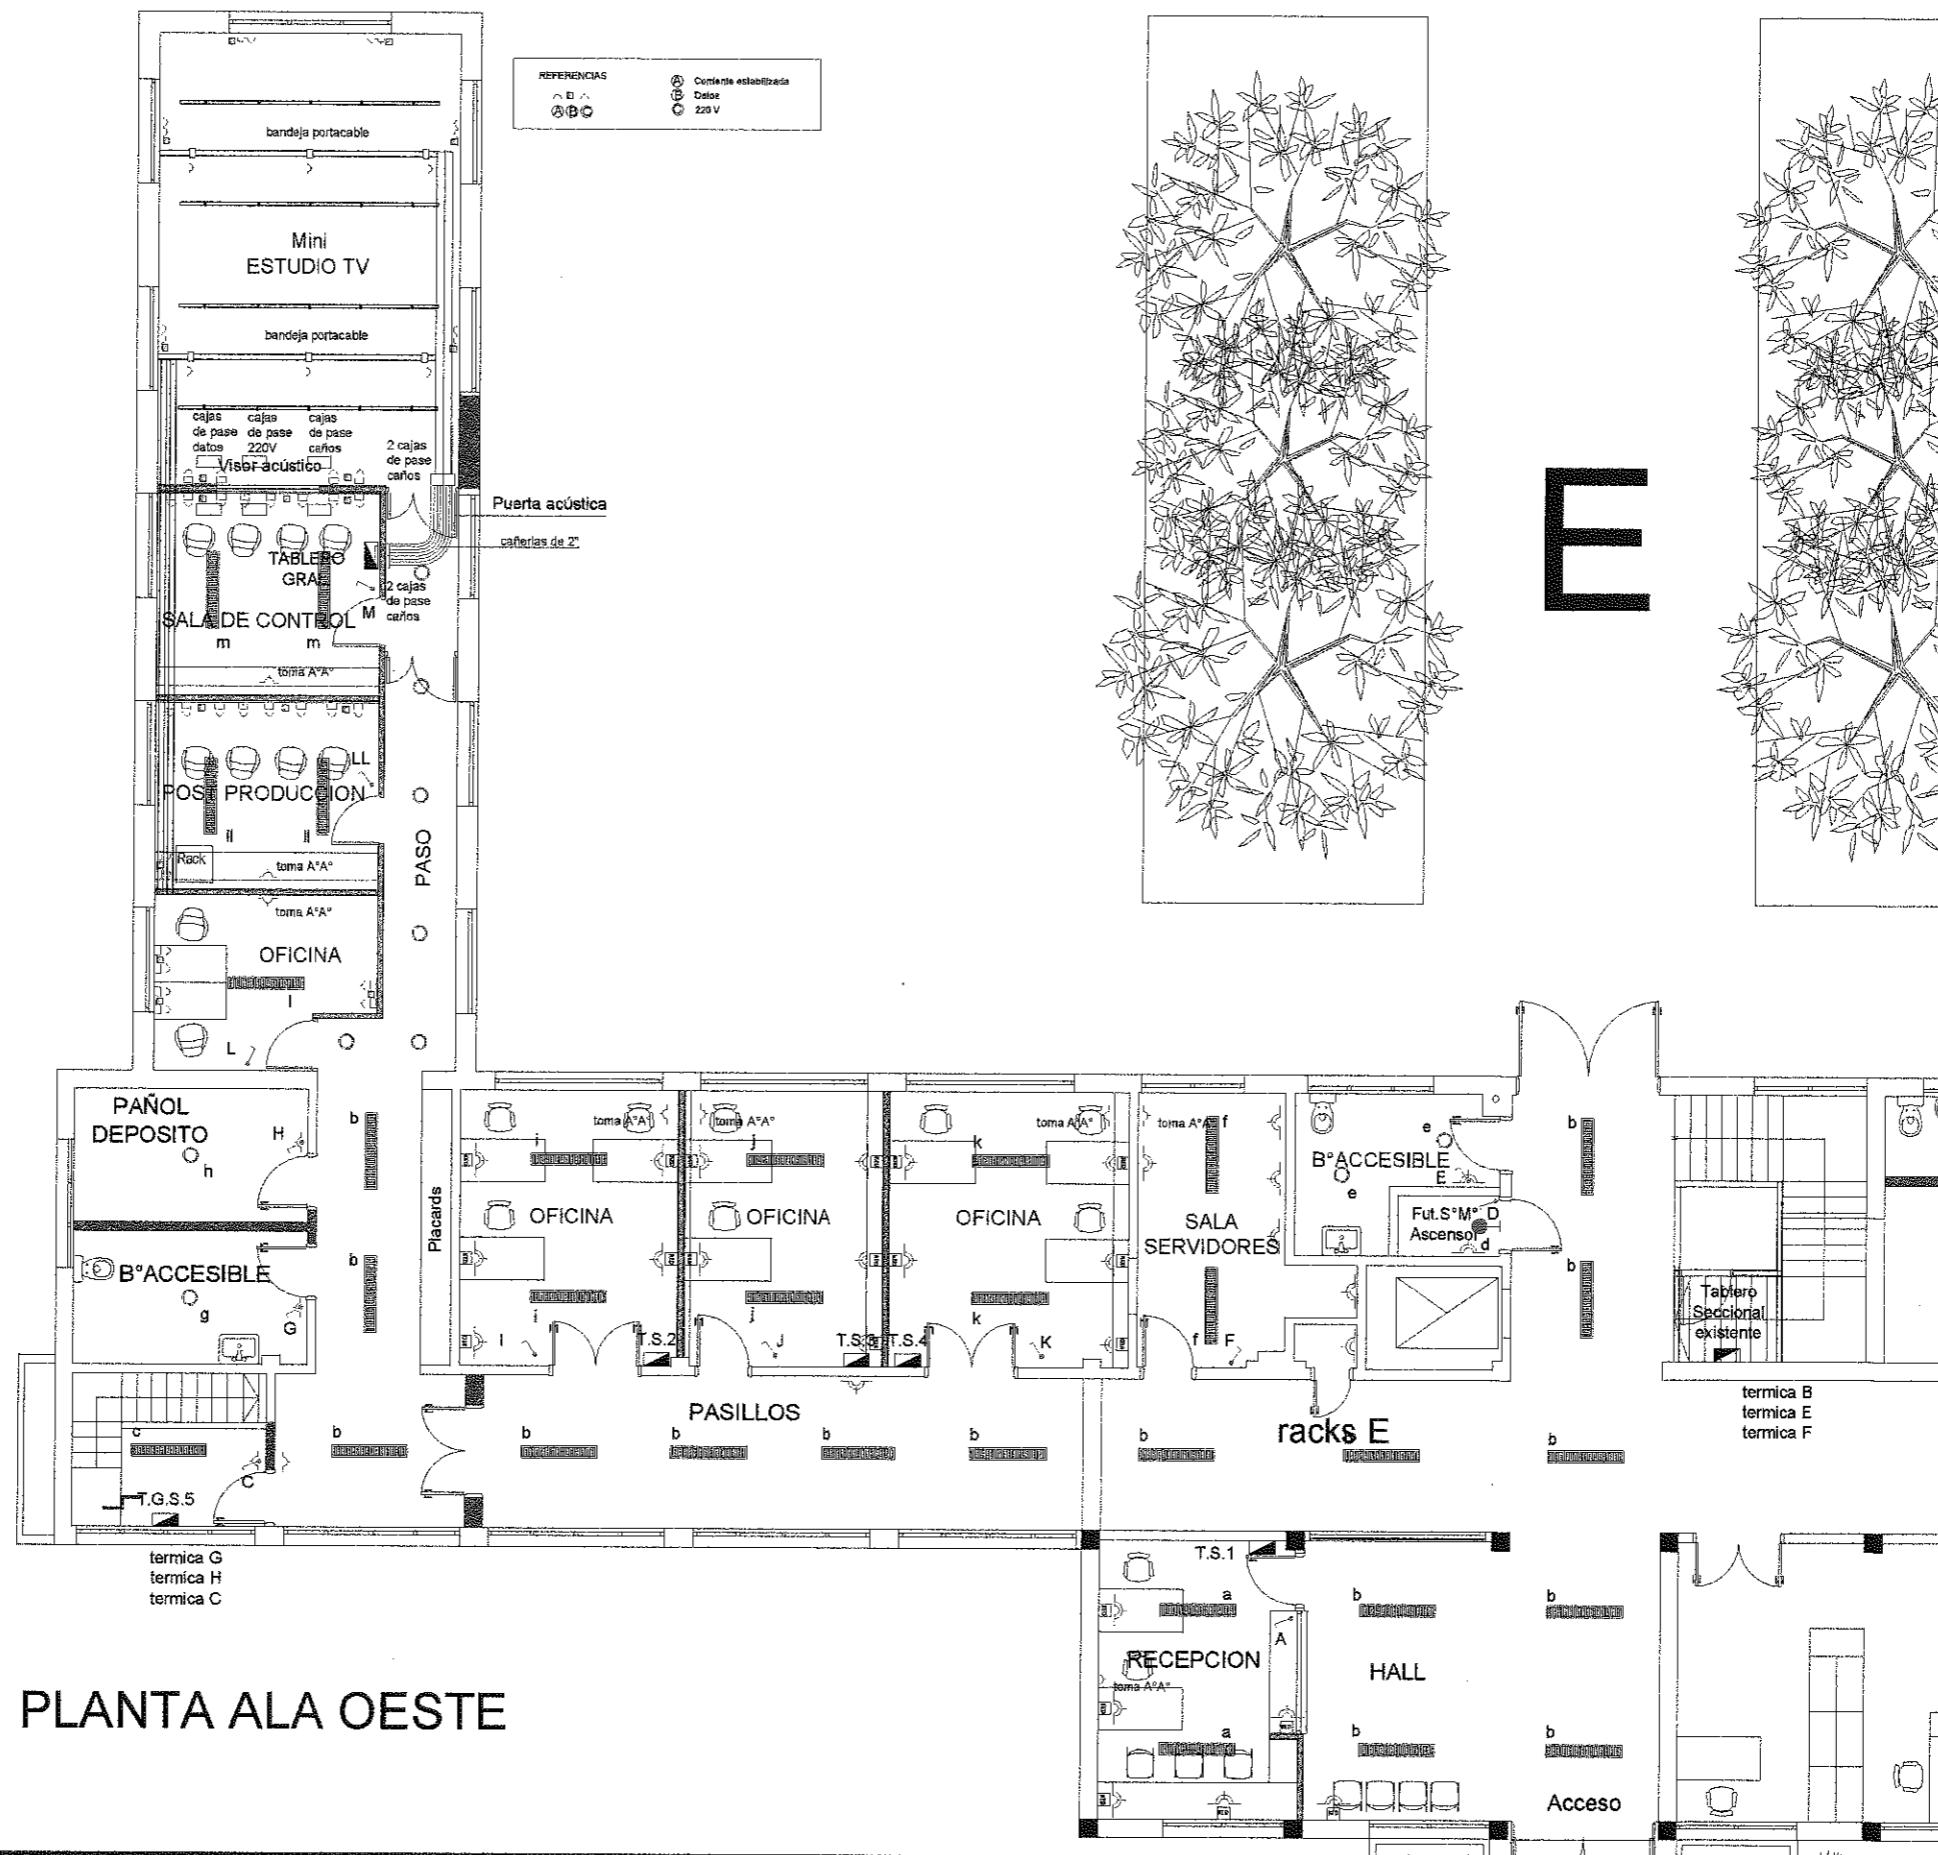 REFERENCIAS
A B C
A Corriente estabilizada
B Datos
C 220 V
bandeja portacable
Mini
ESTUDIO TV
bandeja portacable
cajas
de pase
datos
cajas
de pase
220V
cajas
de pase
caños
2 cajas
de pase
caños
Visor acústico
Puerta acústica
cañerias de 2"
TABLERO
GRAL
2 cajas
de pase
caños
M
SALA DE CONTROL
m
m
toma A°A°
LL
POST PRODUCCION
ll
ll
Rack
toma A°A°
PASO
toma A°A°
OFICINA
l
L
E
PAÑOL
DEPOSITO
H
h
b
b
B°ACCESIBLE
g
G
Placards
toma A°A°
i
OFICINA
i
I
T.S.2
toma A°A°
j
OFICINA
j
J
T.S.3
T.S.4
toma A°A°
k
OFICINA
k
K
toma A°A°
f
SALA
SERVIDORES
f
F
e
B°ACCESIBLE
e
E
Fut.S°M°
Ascensor
D
d
b
b
Tablero
Seccional
existente
termica B
termica E
termica F
PASILLOS
racks E
c
C
b
b
b
b
b
b
b
T.G.S.5
termica G
termica H
termica C
T.S.1
a
A
RECEPCION
toma A°A°
a
b
b
HALL
b
b
Acceso
PLANTA ALA OESTE